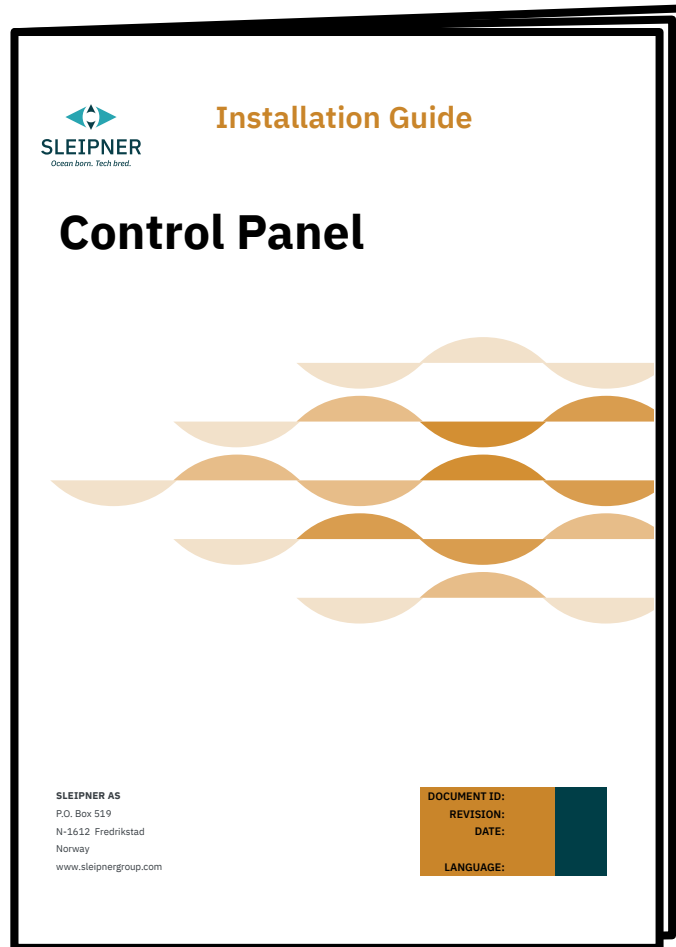 Installation Guide
SLEIPNER
Ocean born. Tech bred.
Control Panel
SLEIPNER AS
P.O. Box 519
N-1612 Fredrikstad
Norway
www.sleipnergroup.com
DOCUMENT ID:
REVISION:
DATE:
LANGUAGE: